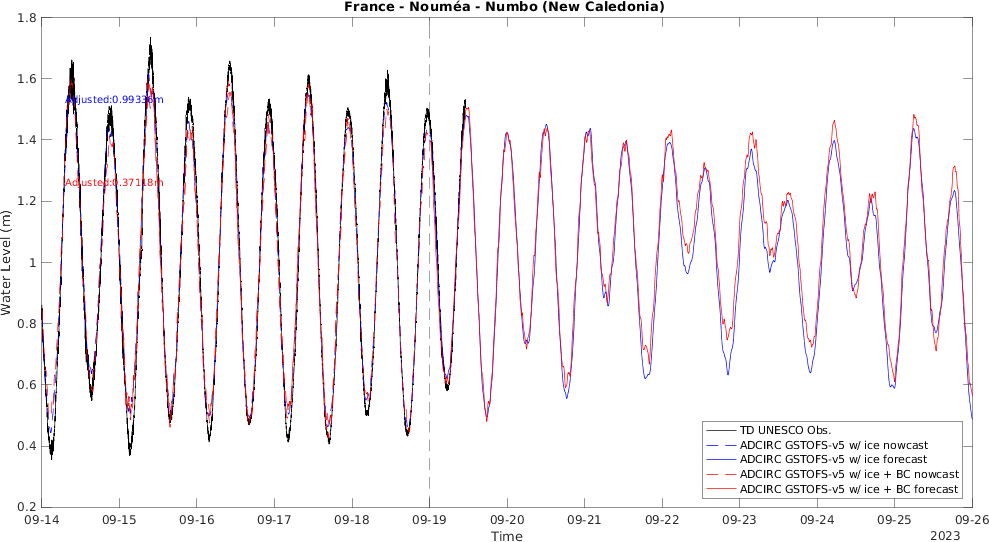 France - Nouméa - Numbo (New Caledonia)
1.8
1.6
1.4
1.2
1
0.8
0.6
0.4
0.2
Water Level (m)
Adjusted:0.99336m
Adjusted:0.37118m
TD UNESCO Obs.
ADCIRC GSTOFS-v5 w/ ice nowcast
ADCIRC GSTOFS-v5 w/ ice forecast
ADCIRC GSTOFS-v5 w/ ice + BC nowcast
ADCIRC GSTOFS-v5 w/ ice + BC forecast
09-14 09-15 09-16 09-17 09-18 09-19 09-20 09-21 09-22 09-23 09-24 09-25 09-26
Time
2023